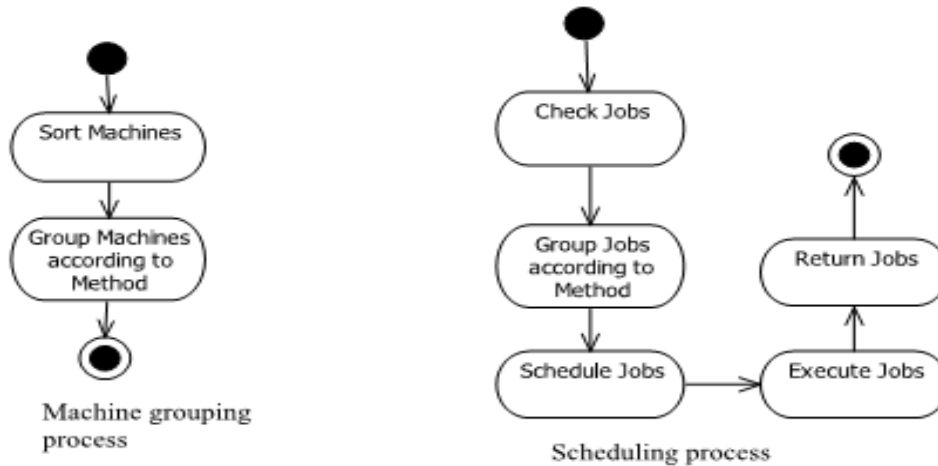 Sort Machines
Group Machines
according to
Method
Machine grouping
process
Check Jobs
Group Jobs
according to
Method
Schedule Jobs
Execute Jobs
Return Jobs
Scheduling process